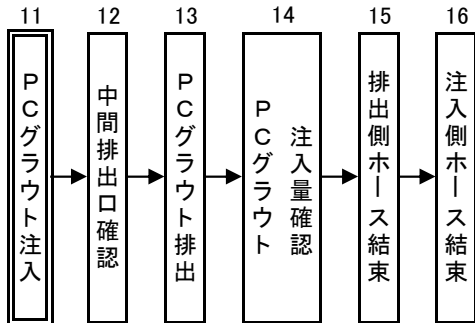 11
PCグラウト注入
12
中間排出口確認
13
PCグラウト排出
14
PCグラウト
注入量確認
15
排出側ホース結束
16
注入側ホース結束